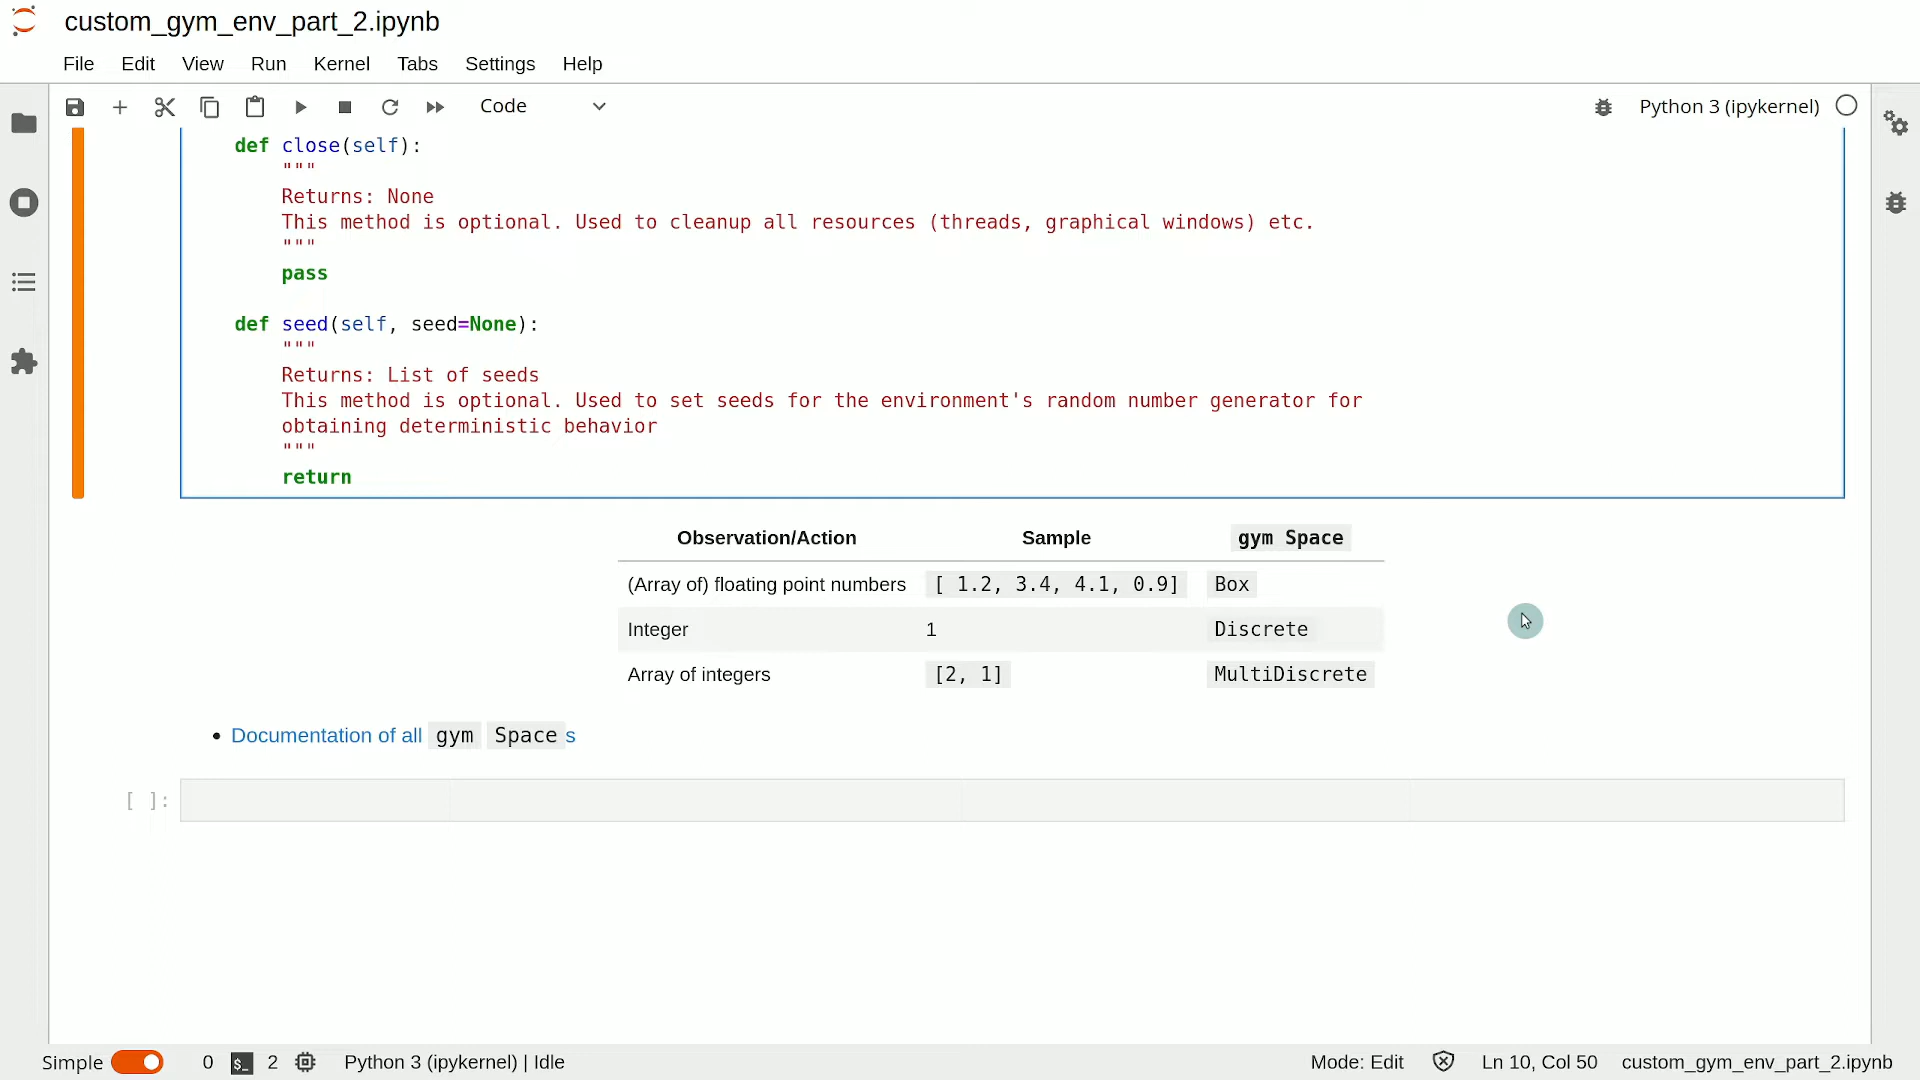 custom_gym_env_part_2.ipynb
File Edit View Run Kernel Tabs Settings Help
Code Python 3 (ipykernel)
def close(self):
"""
Returns: None
This method is optional. Used to cleanup all resources (threads, graphical windows) etc.
"""
pass
def seed(self, seed=None):
"""
Returns: List of seeds
This method is optional. Used to set seeds for the environment's random number generator for
obtaining deterministic behavior
"""
return
Observation/Action Sample gym Space
(Array of) floating point numbers [ 1.2, 3.4, 4.1, 0.9] Box
Integer 1 Discrete
Array of integers [2, 1] MultiDiscrete
• Documentation of all gym Spaces
[ ]:
Simple 0 $_ 2 Python 3 (ipykernel) | Idle Mode: Edit Ln 10, Col 50 custom_gym_env_part_2.ipynb